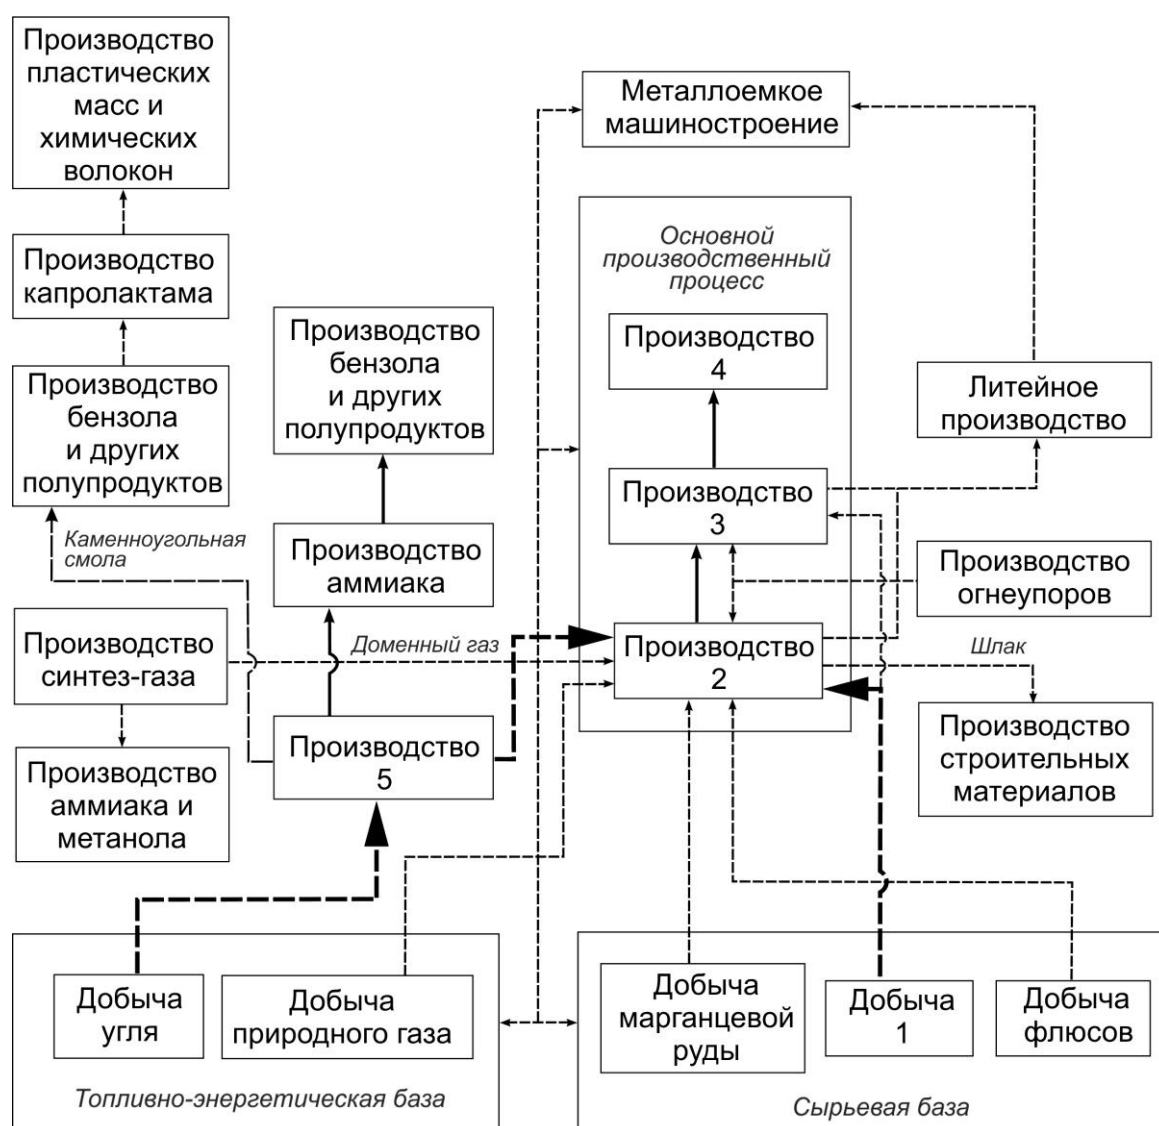 Производство
пластических
масс и
химических
волокон
Металлоемкое
машиностроение
Основной
производственный
процесс
Производство
капролактама
Производство
бензола
и других
полупродуктов
Производство
4
Производство
бензола
и других
полупродуктов
Литейное
производство
Производство
3
Каменноугольная
смола
Производство
аммиака
Производство
огнеупоров
Производство
синтез-газа
Доменный газ
Производство
2
Шлак
Производство
аммиака и
метанола
Производство
5
Производство
строительных
материалов
Добыча
угля
Добыча
природного газа
Добыча
марганцевой
руды
Добыча
1
Добыча
флюсов
Топливно-энергетическая база
Сырьевая база